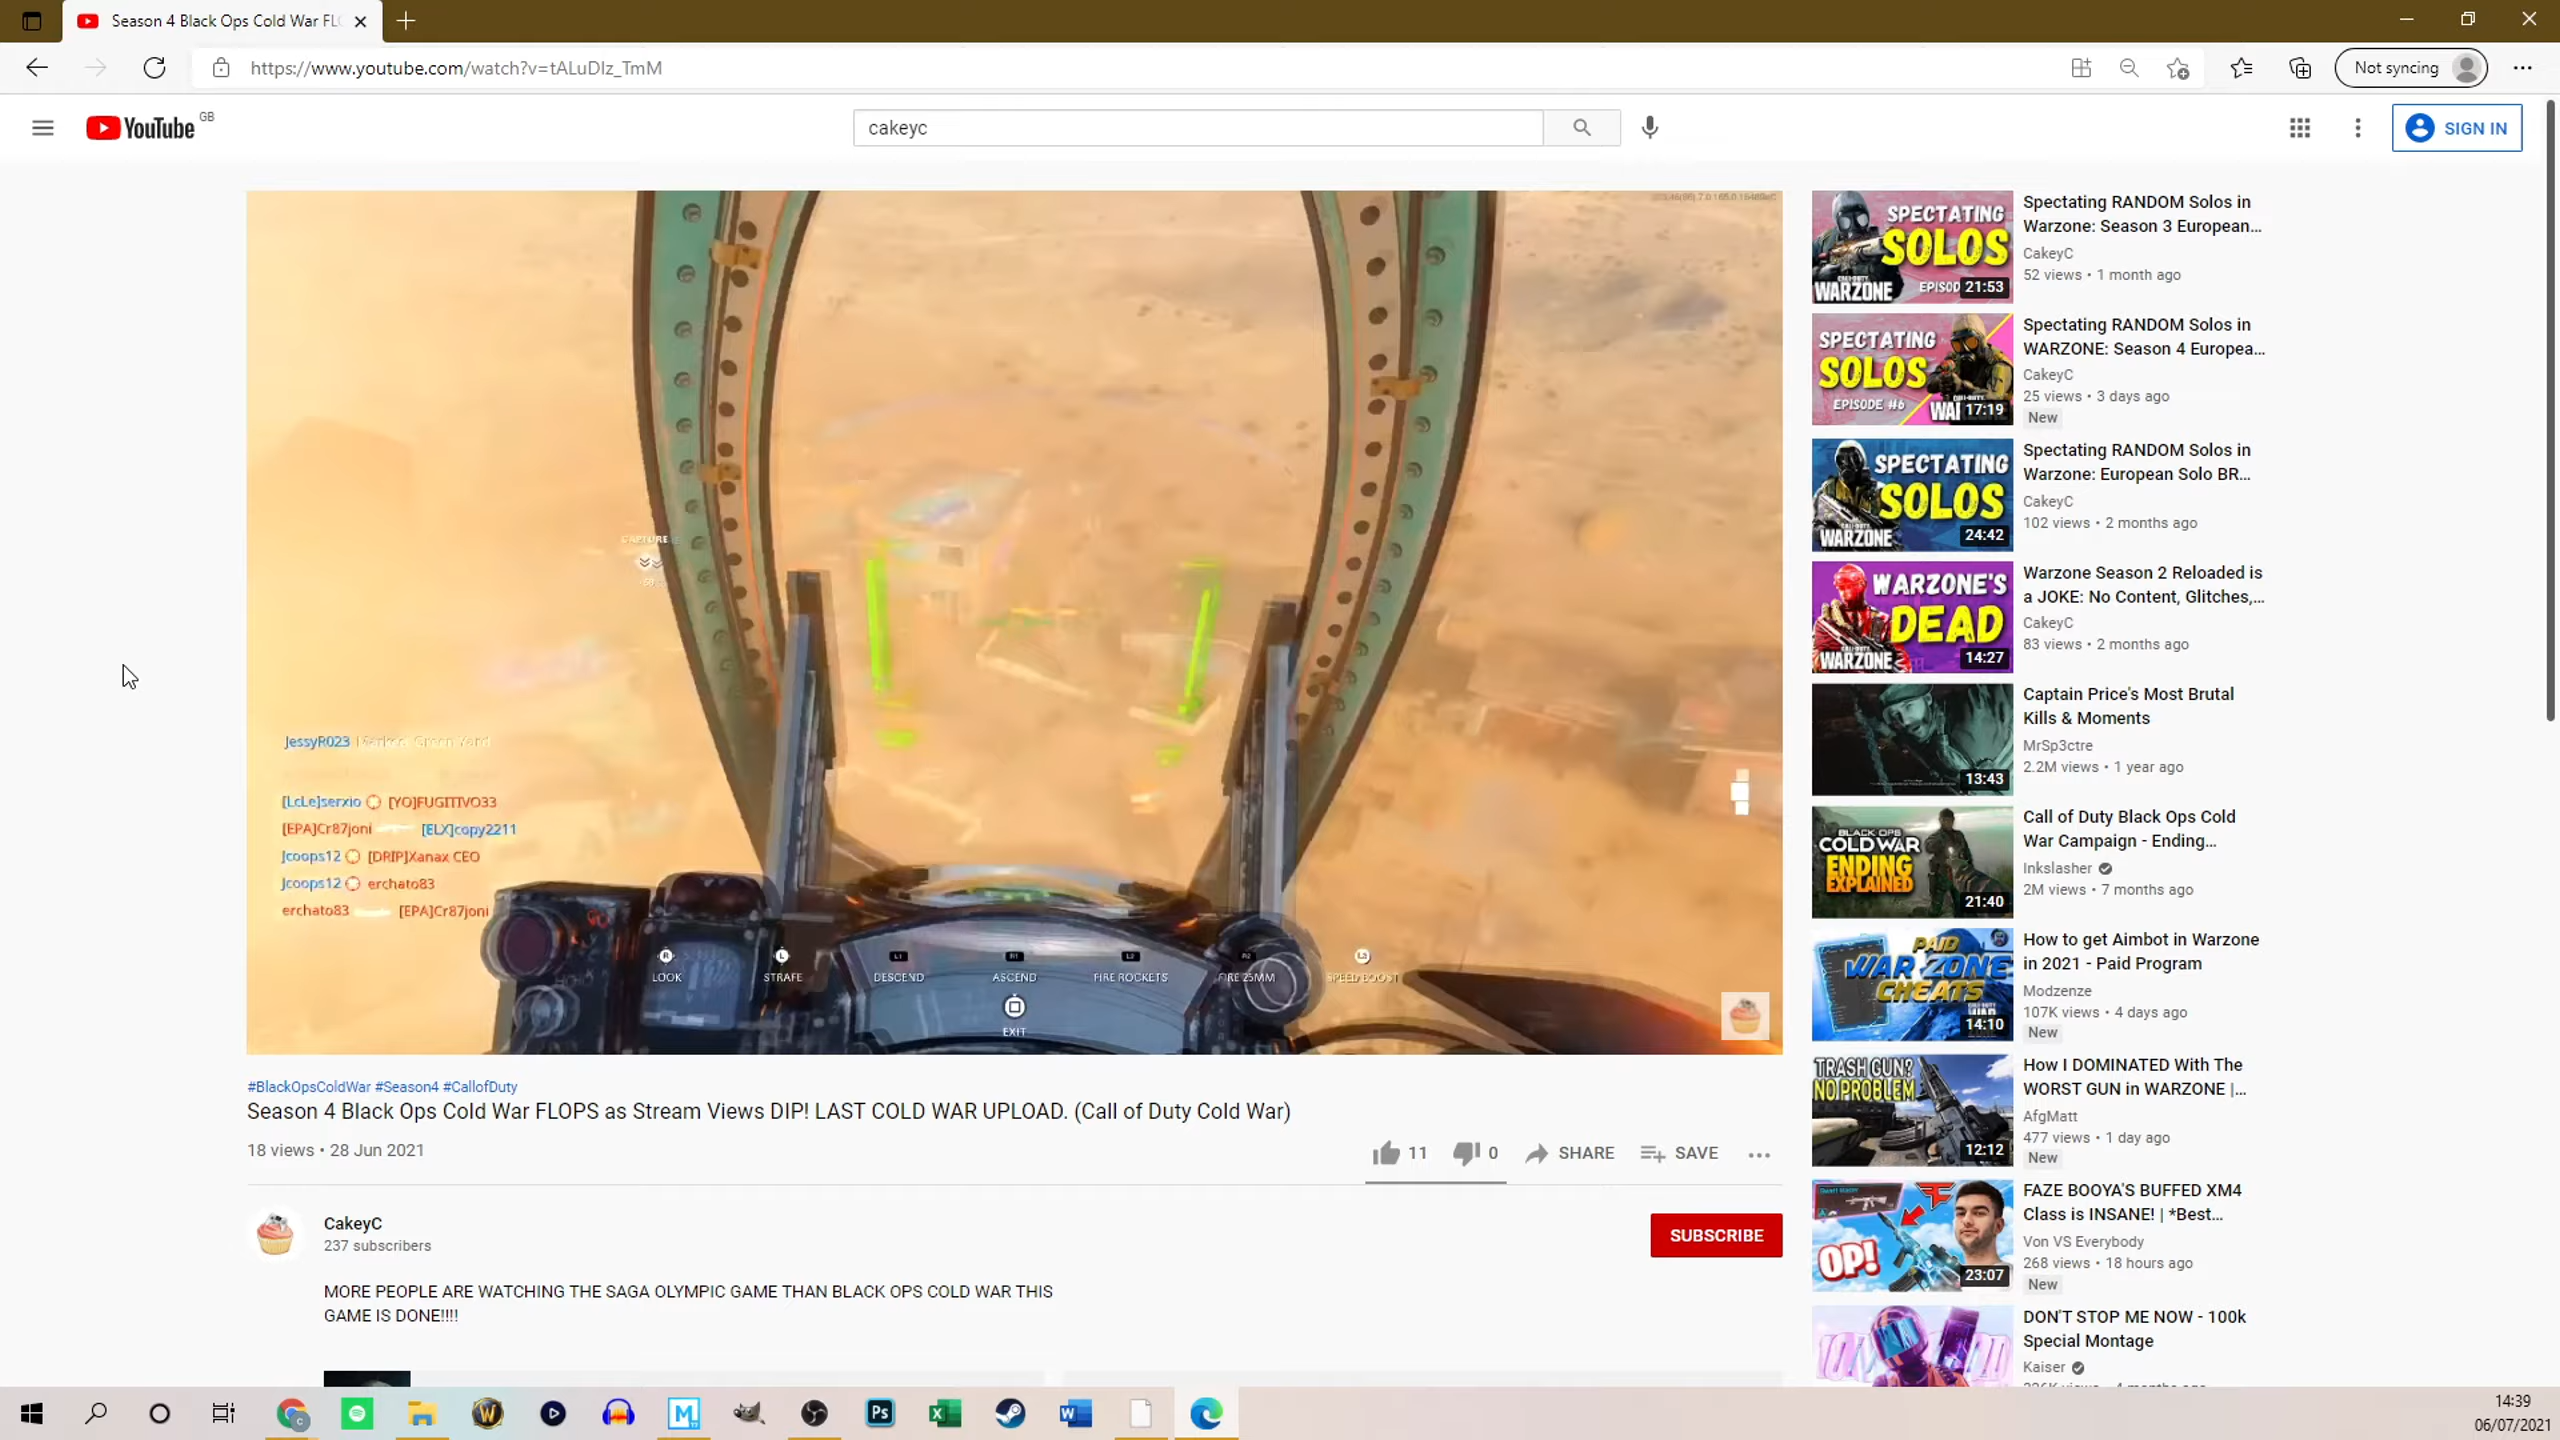 Season 4 Black Ops Cold War FL
https://www.youtube.com/watch?v=tALuDIz_TmM
Not syncing
YouTube GB
cakeyc
SIGN IN
CAPTURE
JessyR023
[LcLe]serxio [YO]FUGITIVO33
[EPA]Cr87joni [ELX]copy2211
Jcoops12 [DRIP]Xanax CEO
Jcoops12 erchato83
erchato83 [EPA]Cr87joni
LOOK STRAFE DESCEND ASCEND FIRE ROCKETS FIRE 25MM SPEED BOOST
EXIT
#BlackOpsColdWar #Season4 #CallofDuty
Season 4 Black Ops Cold War FLOPS as Stream Views DIP! LAST COLD WAR UPLOAD. (Call of Duty Cold War)
18 views • 28 Jun 2021
11 0 SHARE SAVE
CakeyC
237 subscribers
SUBSCRIBE
MORE PEOPLE ARE WATCHING THE SAGA OLYMPIC GAME THAN BLACK OPS COLD WAR THIS
GAME IS DONE!!!!
SPECTATING
SOLOS
WARZONE EPISOD 21:53
Spectating RANDOM Solos in
Warzone: Season 3 European...
CakeyC
52 views • 1 month ago
SPECTATING
SOLOS
EPISODE #6 WA 17:19
Spectating RANDOM Solos in
WARZONE: Season 4 Europea...
CakeyC
25 views • 3 days ago
New
SPECTATING
SOLOS
WARZONE 24:42
Spectating RANDOM Solos in
Warzone: European Solo BR...
CakeyC
102 views • 2 months ago
WARZONE'S
DEAD
WARZONE 14:27
Warzone Season 2 Reloaded is
a JOKE: No Content, Glitches,...
CakeyC
83 views • 2 months ago
13:43
Captain Price's Most Brutal
Kills & Moments
MrSp3ctre
2.2M views • 1 year ago
BLACK OPS
COLD WAR
ENDING
EXPLAINED
21:40
Call of Duty Black Ops Cold
War Campaign - Ending...
Inkslasher
2M views • 7 months ago
PAID
WAR ZONE
CHEATS
14:10
How to get Aimbot in Warzone
in 2021 - Paid Program
Modzenze
107K views • 4 days ago
New
TRASH GUN?
NO PROBLEM
12:12
How I DOMINATED With The
WORST GUN in WARZONE |...
AfgMatt
477 views • 1 day ago
New
OP!
23:07
FAZE BOOYA'S BUFFED XM4
Class is INSANE! | *Best...
Von VS Everybody
268 views • 18 hours ago
New
DON'T STOP ME NOW - 100k
Special Montage
Kaiser
14:39
06/07/2021